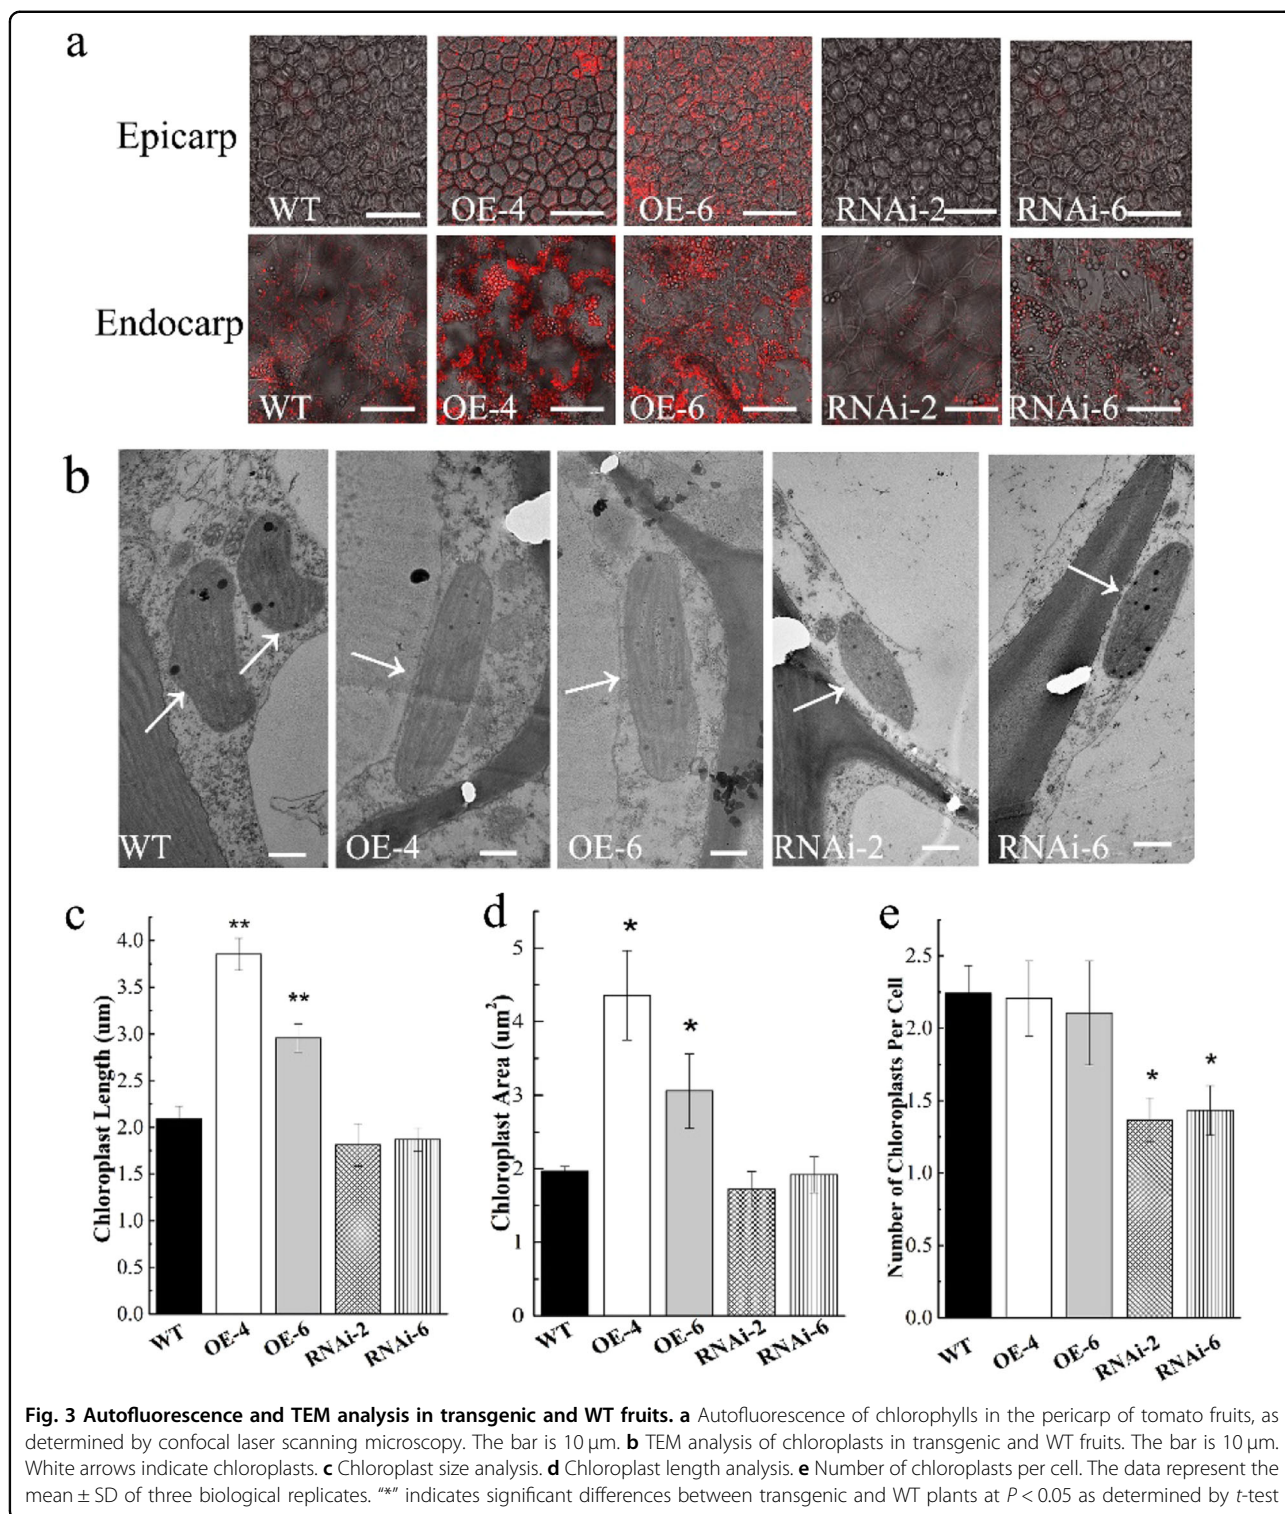 a
Epicarp
WT
OE-4
OE-6
RNAi-2
RNAi-6
Endocarp
WT
OE-4
OE-6
RNAi-2
RNAi-6
b
WT
OE-4
OE-6
RNAi-2
RNAi-6
c
Chloroplast Length (um)
4.0
3.5
3.0
2.5
2.0
1.5
1.0
0.5
0.0
**
**
WT
OE-4
OE-6
RNAi-2
RNAi-6
d
Chloroplast Area (um²)
5
4
3
2
1
0
*
*
WT
OE-4
OE-6
RNAi-2
RNAi-6
e
Number of Chloroplasts Per Cell
2.5
2.0
1.5
1.0
0.5
0.0
*
*
WT
OE-4
OE-6
RNAi-2
RNAi-6
Fig. 3 Autofluorescence and TEM analysis in transgenic and WT fruits. a Autofluorescence of chlorophylls in the pericarp of tomato fruits, as
determined by confocal laser scanning microscopy. The bar is 10 µm. b TEM analysis of chloroplasts in transgenic and WT fruits. The bar is 10 µm.
White arrows indicate chloroplasts. c Chloroplast size analysis. d Chloroplast length analysis. e Number of chloroplasts per cell. The data represent the
mean ± SD of three biological replicates. "*" indicates significant differences between transgenic and WT plants at P < 0.05 as determined by t-test